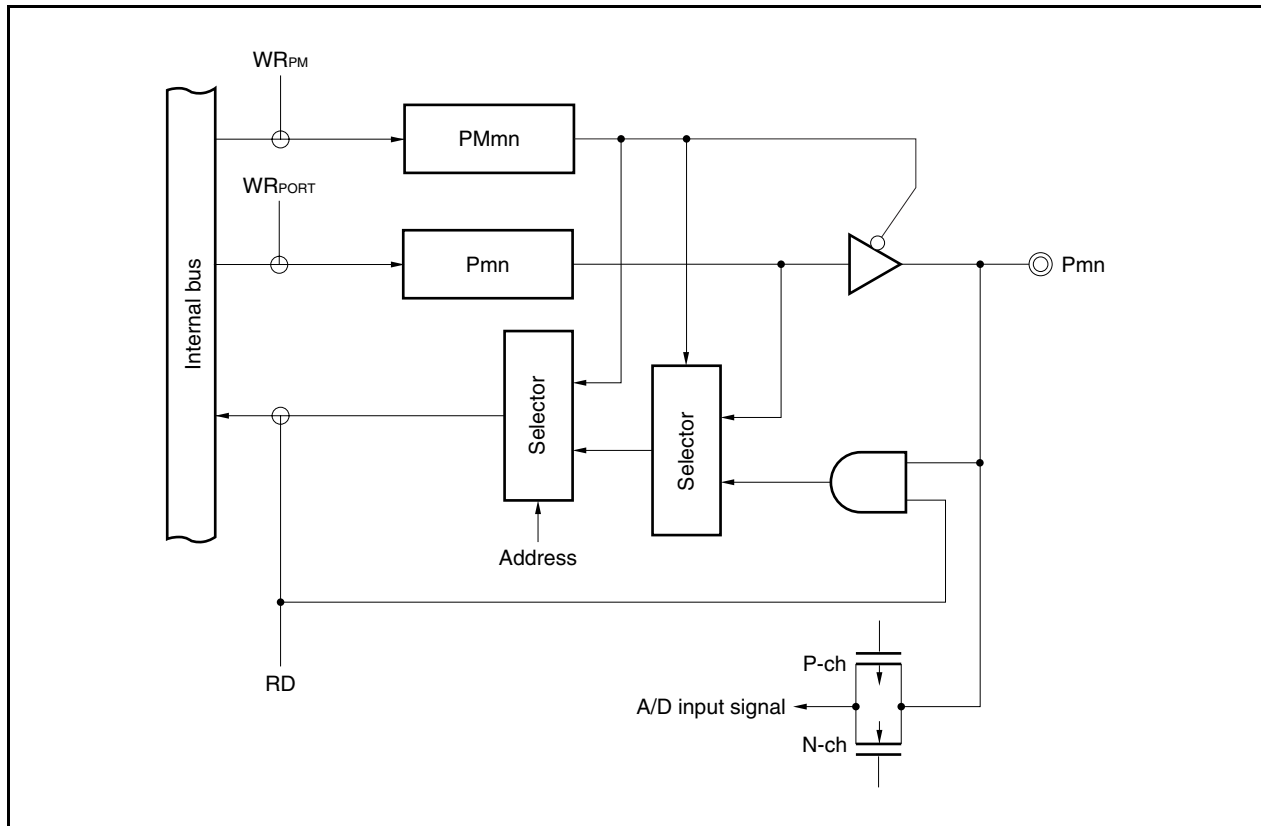 WRPM
PMmn
WRPORT
Pmn
Pmn
Internal bus
Selector
Selector
Address
RD
P-ch
A/D input signal
N-ch